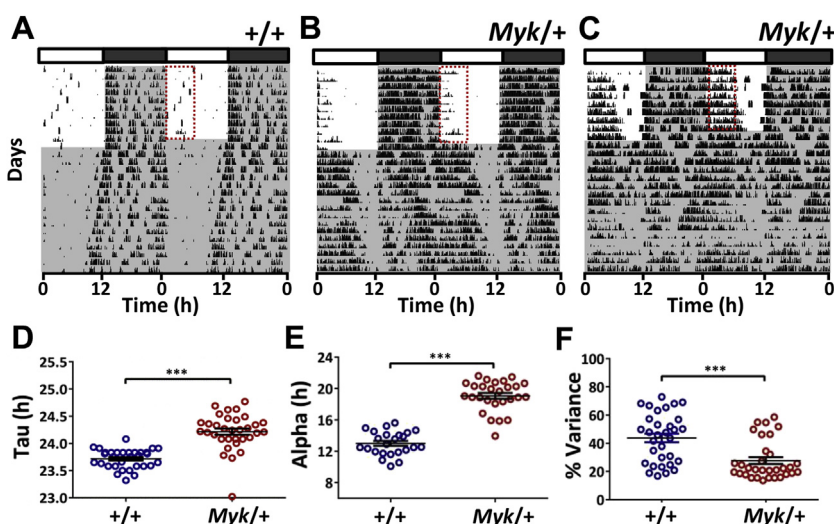 A +/+
B Myk/+
C Myk/+
Days
0 12 0 12 0
Time (h)
0 12 0 12 0
Time (h)
0 12 0 12 0
Time (h)
D
Tau (h)
25.5
25.0
24.5
24.0
23.5
23.0
***
+/+ Myk/+
E
Alpha (h)
24
20
16
12
8
***
+/+ Myk/+
F
% Variance
100
80
60
40
20
0
***
+/+ Myk/+